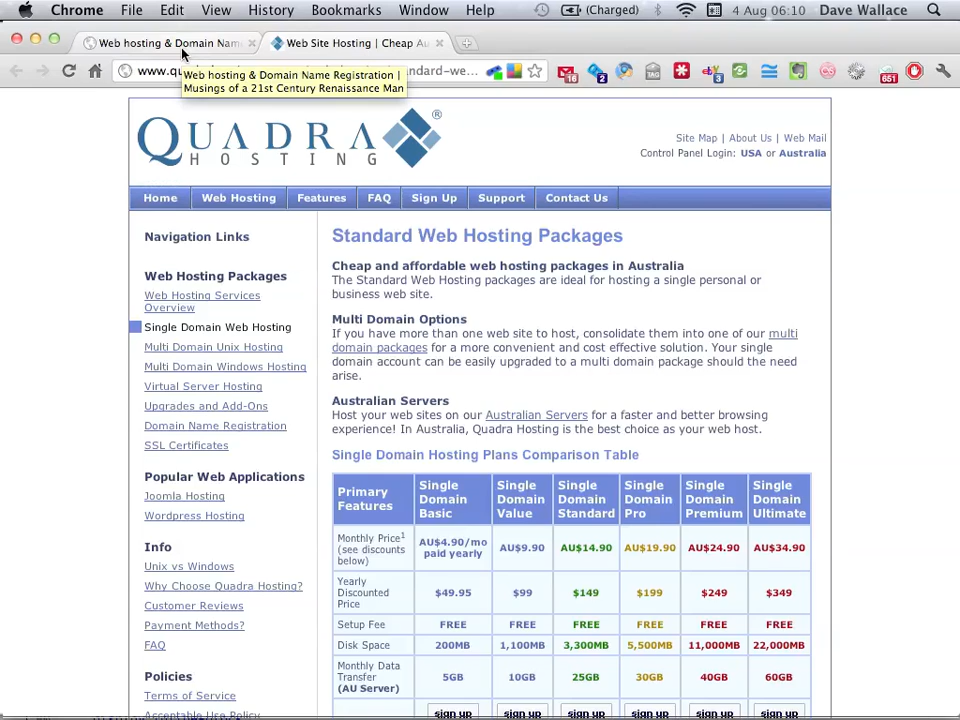 Chrome File Edit View History Bookmarks Window Help (Charged) 4 Aug 06:10 Dave Wallace
Web hosting & Domain Nam
Web Site Hosting | Cheap Au
www.qu
tandard-we...
16
2
3
651
Web hosting & Domain Name Registration |
Musings of a 21st Century Renaissance Man
QUADRA®
HOSTING
Site Map | About Us | Web Mail
Control Panel Login: USA or Australia
Home Web Hosting Features FAQ Sign Up Support Contact Us
Navigation Links
Web Hosting Packages
Web Hosting Services
Overview
Single Domain Web Hosting
Multi Domain Unix Hosting
Multi Domain Windows Hosting
Virtual Server Hosting
Upgrades and Add-Ons
Domain Name Registration
SSL Certificates
Popular Web Applications
Joomla Hosting
Wordpress Hosting
Info
Unix vs Windows
Why Choose Quadra Hosting?
Customer Reviews
Payment Methods?
FAQ
Policies
Terms of Service
Acceptable Use Policy
Standard Web Hosting Packages
Cheap and affordable web hosting packages in Australia
The Standard Web Hosting packages are ideal for hosting a single personal or
business web site.
Multi Domain Options
If you have more than one web site to host, consolidate them into one of our multi
domain packages for a more convenient and cost effective solution. Your single
domain account can be easily upgraded to a multi domain package should the need
arise.
Australian Servers
Host your web sites on our Australian Servers for a faster and better browsing
experience! In Australia, Quadra Hosting is the best choice as your web host.
Single Domain Hosting Plans Comparison Table
Primary Features Single Domain Basic Single Domain Value Single Domain Standard Single Domain Pro Single Domain Premium Single Domain Ultimate
Monthly Price1 (see discounts below) AU$4.90/mo paid yearly AU$9.90 AU$14.90 AU$19.90 AU$24.90 AU$34.90
Yearly Discounted Price $49.95 $99 $149 $199 $249 $349
Setup Fee FREE FREE FREE FREE FREE FREE
Disk Space 200MB 1,100MB 3,300MB 5,500MB 11,000MB 22,000MB
Monthly Data Transfer (AU Server) 5GB 10GB 25GB 30GB 40GB 60GB
sign up sign up sign up sign up sign up sign up